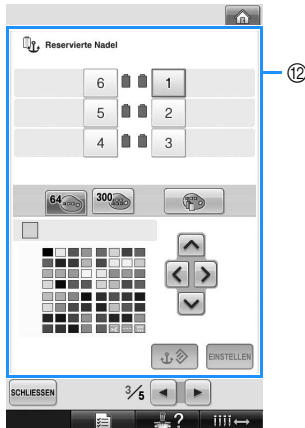 Reservierte Nadel
⑫
6 1
5 2
4 3
64 300
EINSTELLEN
SCHLIESSEN 3/5
?